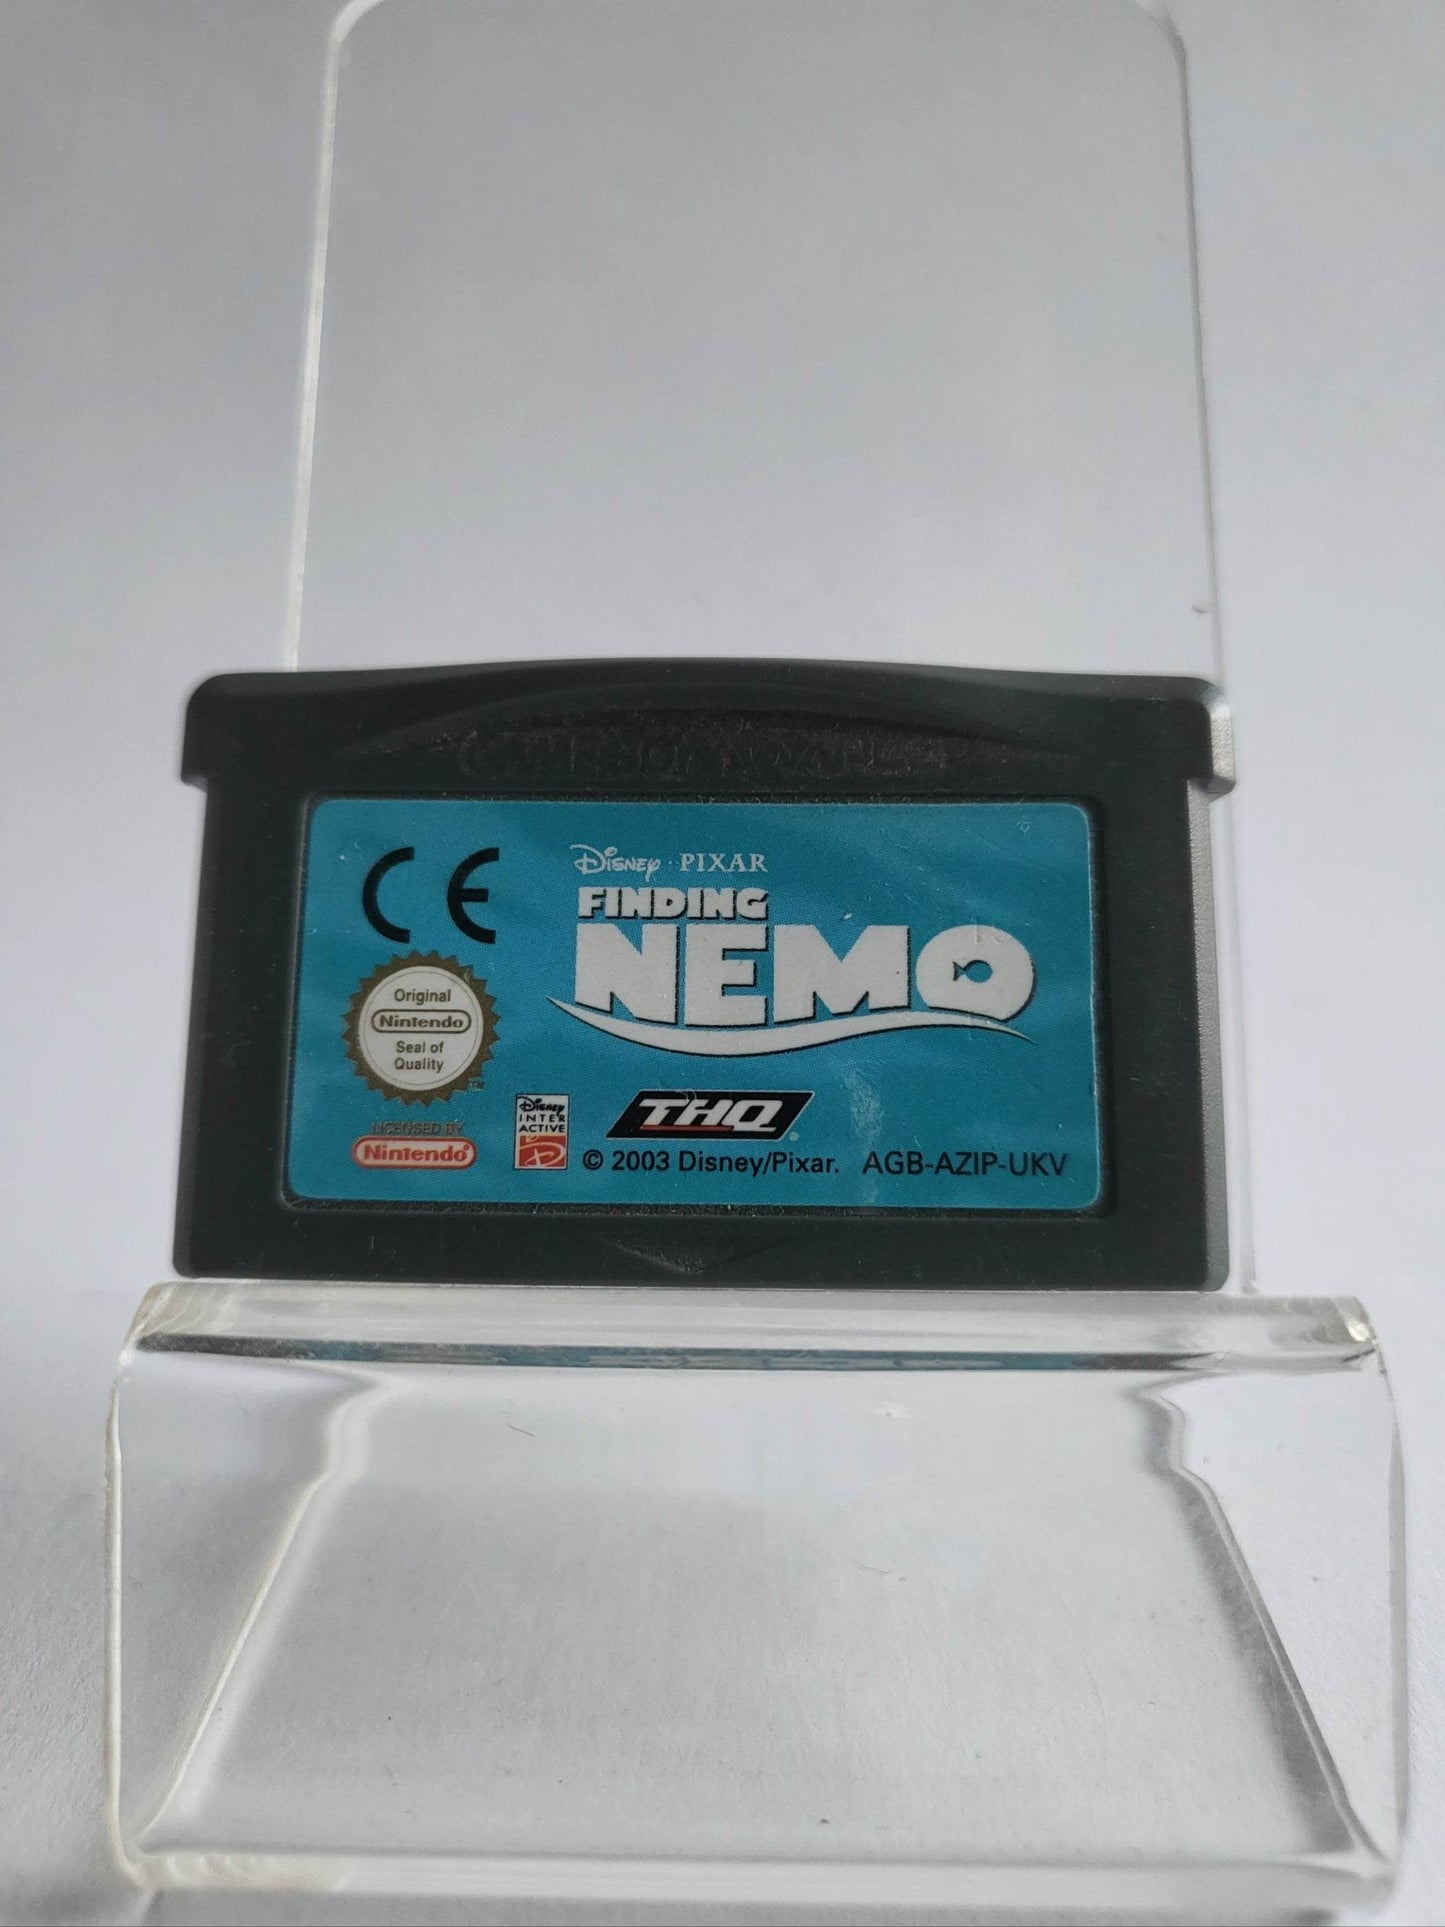 GAME BOY ADVANCE
CE
Disney · PIXAR
FINDING
NEMO
Original
Nintendo
Seal of
Quality
TM
LICENSED BY
Nintendo
Disney
INTER
ACTIVE
THQ®
© 2003 Disney/Pixar. AGB-AZIP-UKV